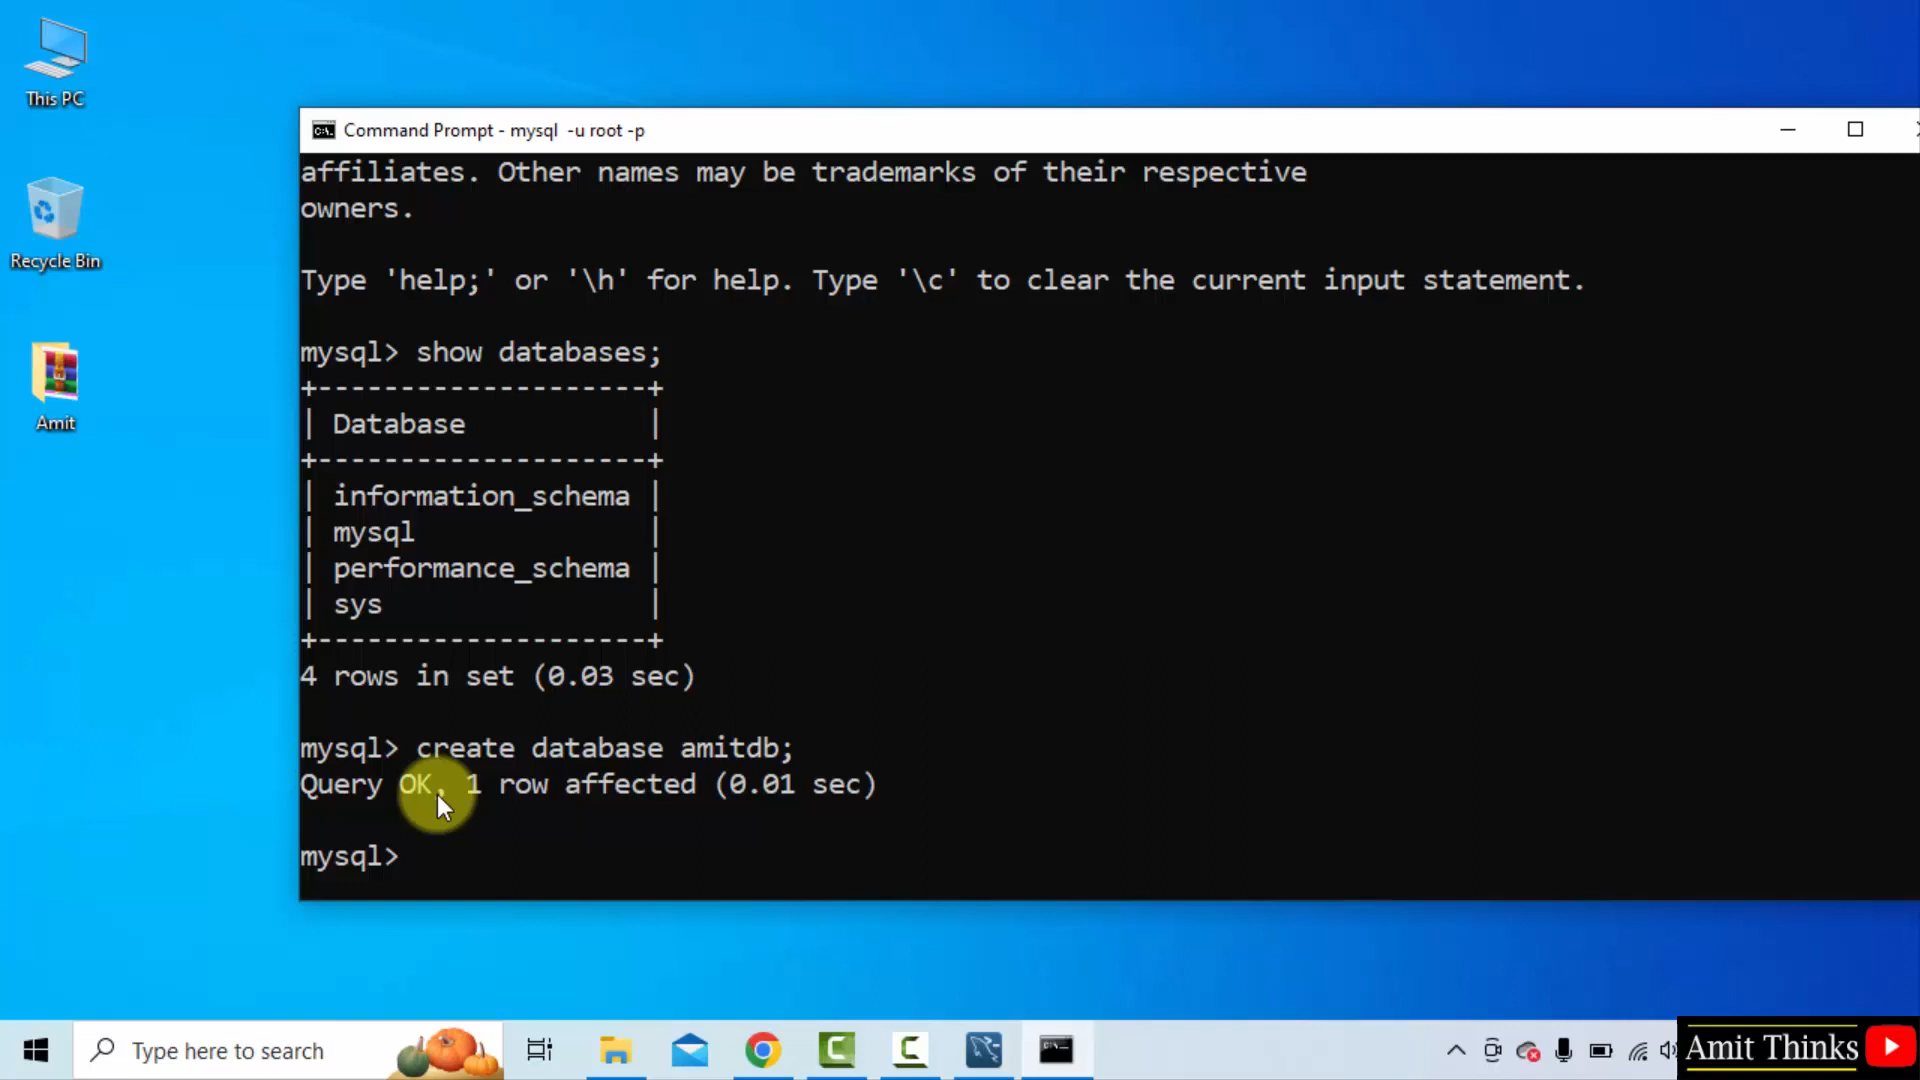 This PC
Recycle Bin
Amit
Command Prompt - mysql  -u root -p
affiliates. Other names may be trademarks of their respective
owners.
Type 'help;' or '\h' for help. Type '\c' to clear the current input statement.
mysql> show databases;
+--------------------+
| Database           |
+--------------------+
| information_schema |
| mysql              |
| performance_schema |
| sys                |
+--------------------+
4 rows in set (0.03 sec)
mysql> create database amitdb;
Query OK, 1 row affected (0.01 sec)
mysql>
Type here to search
Amit Thinks